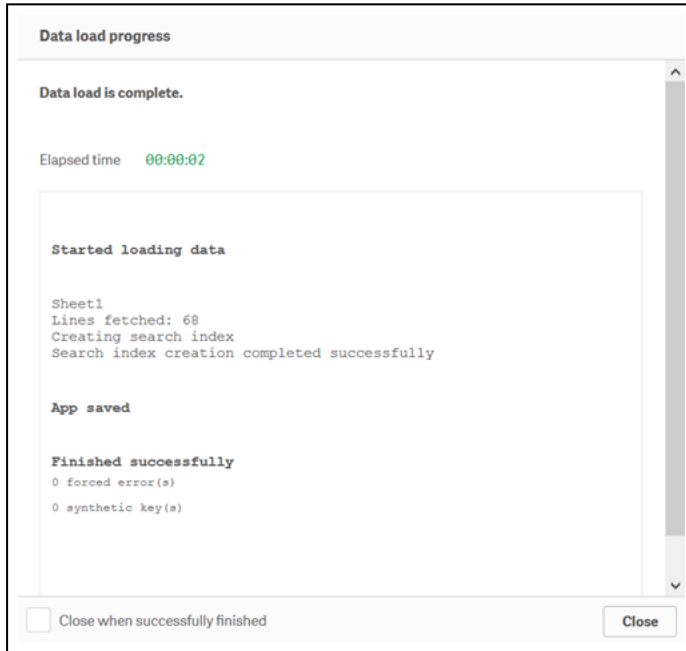 Data load progress
Data load is complete.
Elapsed time 00:00:02
Started loading data
Sheet1
Lines fetched: 68
Creating search index
Search index creation completed successfully
App saved
Finished successfully
0 forced error(s)
0 synthetic key(s)
Close when successfully finished
Close